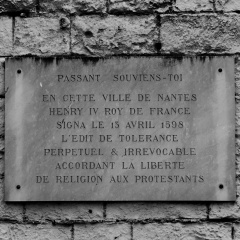 PASSANT SOUVIENS-TOI
EN CETTE VILLE DE NANTES
HENRY IV ROY DE FRANCE
SIGNA LE 13 AVRIL 1598
L'EDIT DE TOLERANCE
PERPETUEL & IRREVOCABLE
ACCORDANT LA LIBERTE
DE RELIGION AUX PROTESTANTS